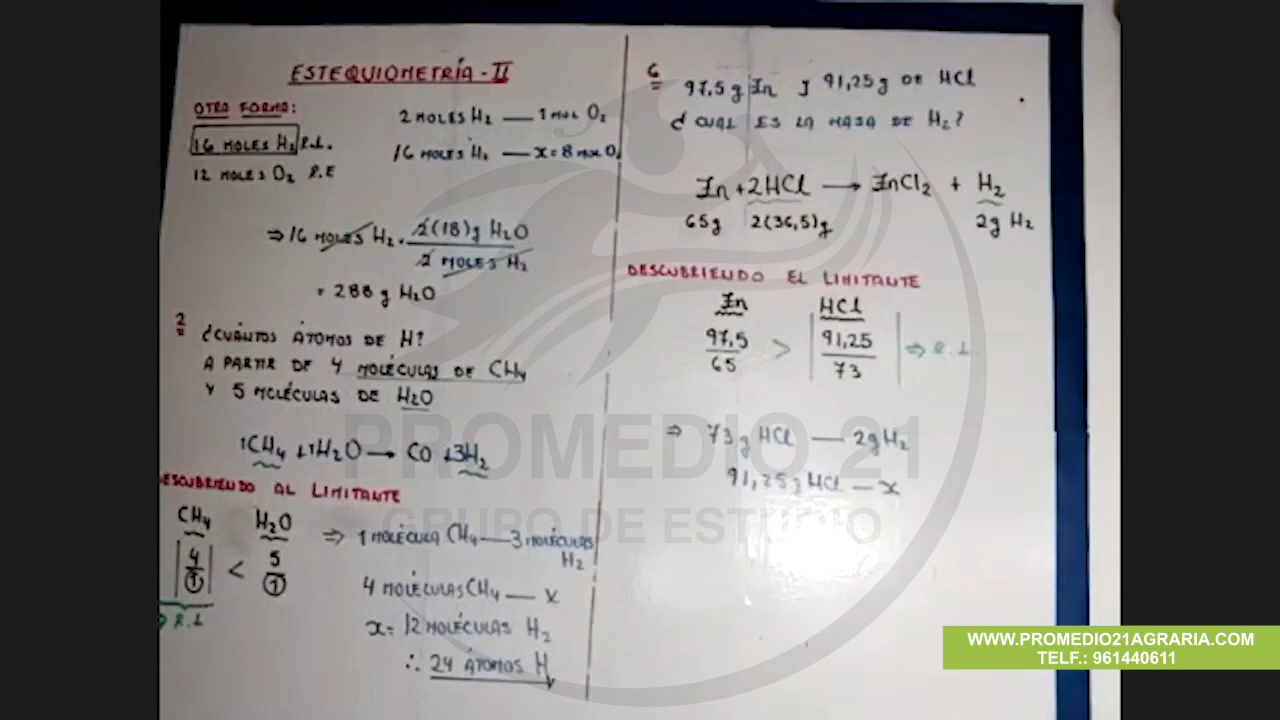 ESTEQUIOMETRÍA - II
OTRA FORMA:
16 MOLES H₂ R.L.
12 MOLES O₂ R.E
2 MOLES H₂ — 1 MOL O₂
16 MOLES H₂ — x = 8 MOL O₂
⇒ 16 MOLES H₂ . 2(18)g H₂O / 2 MOLES H₂
= 288 g H₂O
2
¿CUÁNTOS ÁTOMOS DE H?
A PARTIR DE 4 MOLÉCULAS DE CH₄
Y 5 MOLÉCULAS DE H₂O
1CH₄ + 1H₂O → CO + 3H₂
ESCUBRIENDO AL LIMITANTE
CH₄ H₂O
4/1 < 5/1
⇒ R.L
⇒ 1 MOLÉCULA CH₄ — 3 MOLÉCULAS H₂
4 MOLÉCULAS CH₄ — x
x = 12 MOLÉCULAS H₂
∴ 24 ÁTOMOS H
6
97,5 g Zn y 91,25g DE HCl
¿CUAL ES LA MASA DE H₂?
Zn + 2HCl → ZnCl₂ + H₂
65g 2(36,5)g 2g H₂
DESCUBRIENDO EL LIMITANTE
Zn HCl
97,5/65 > |91,25/73| ⇒ R.L
⇒ 73 g HCl — 2g H₂
91,25 g HCl — x
PROMEDIO 21
GRUPO DE ESTUDIO
WWW.PROMEDIO21AGRARIA.COM
TELF.: 961440611